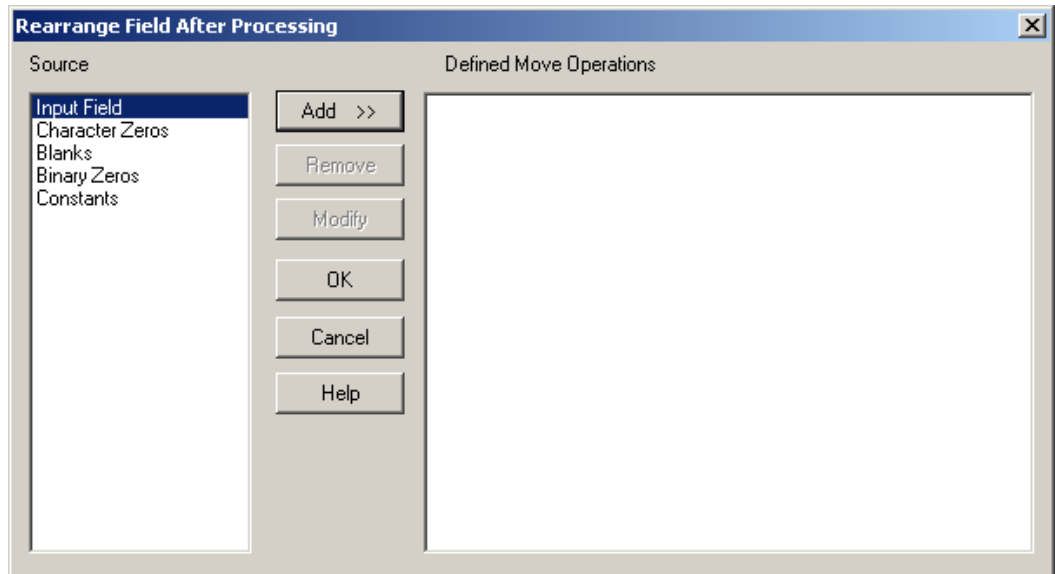 Rearrange Field After Processing
Source
Defined Move Operations
Input Field
Character Zeros
Blanks
Binary Zeros
Constants
Add >>
Remove
Modify
OK
Cancel
Help